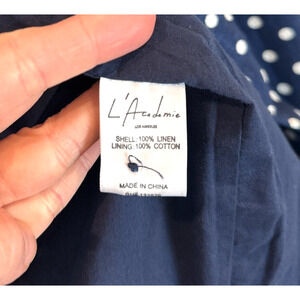 L'Academie
LOS ANGELES
SHELL: 100% LINEN
LINING: 100% COTTON
MADE IN CHINA